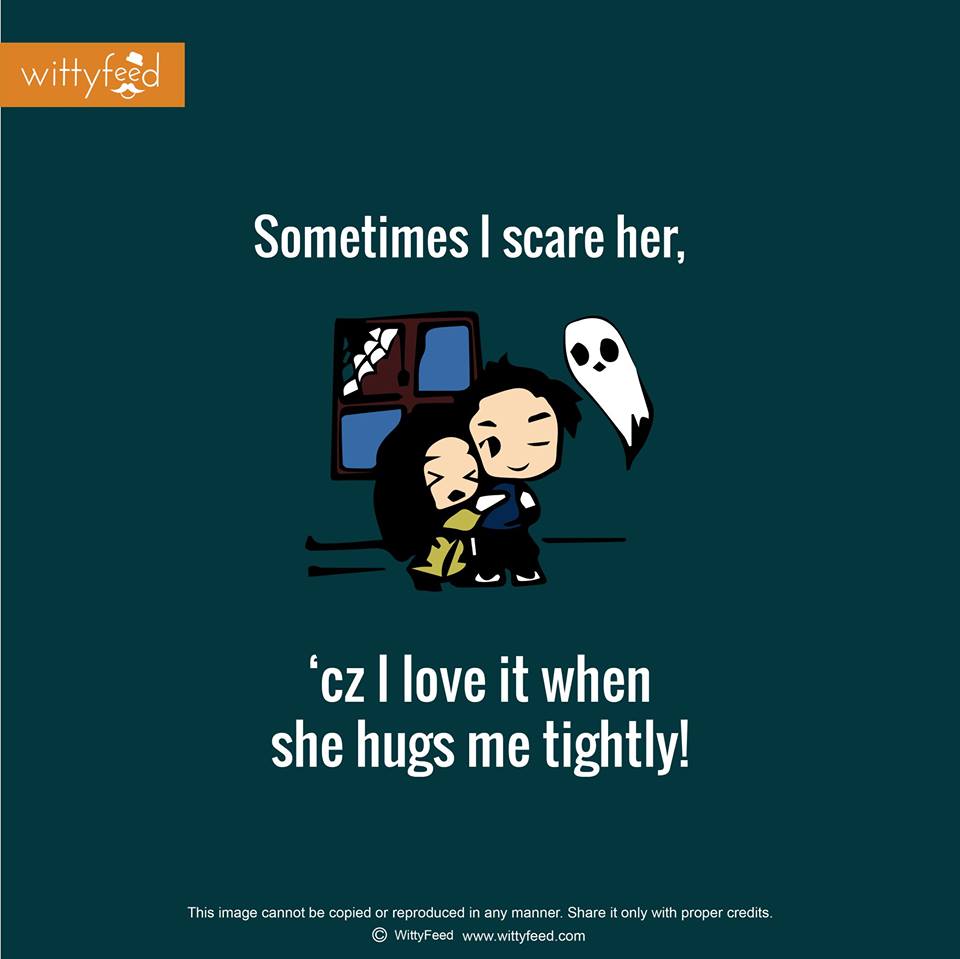 wittyfeed
Sometimes I scare her,
‘cz I love it when
she hugs me tightly!
This image cannot be copied or reproduced in any manner. Share it only with proper credits.
© WittyFeed www.wittyfeed.com